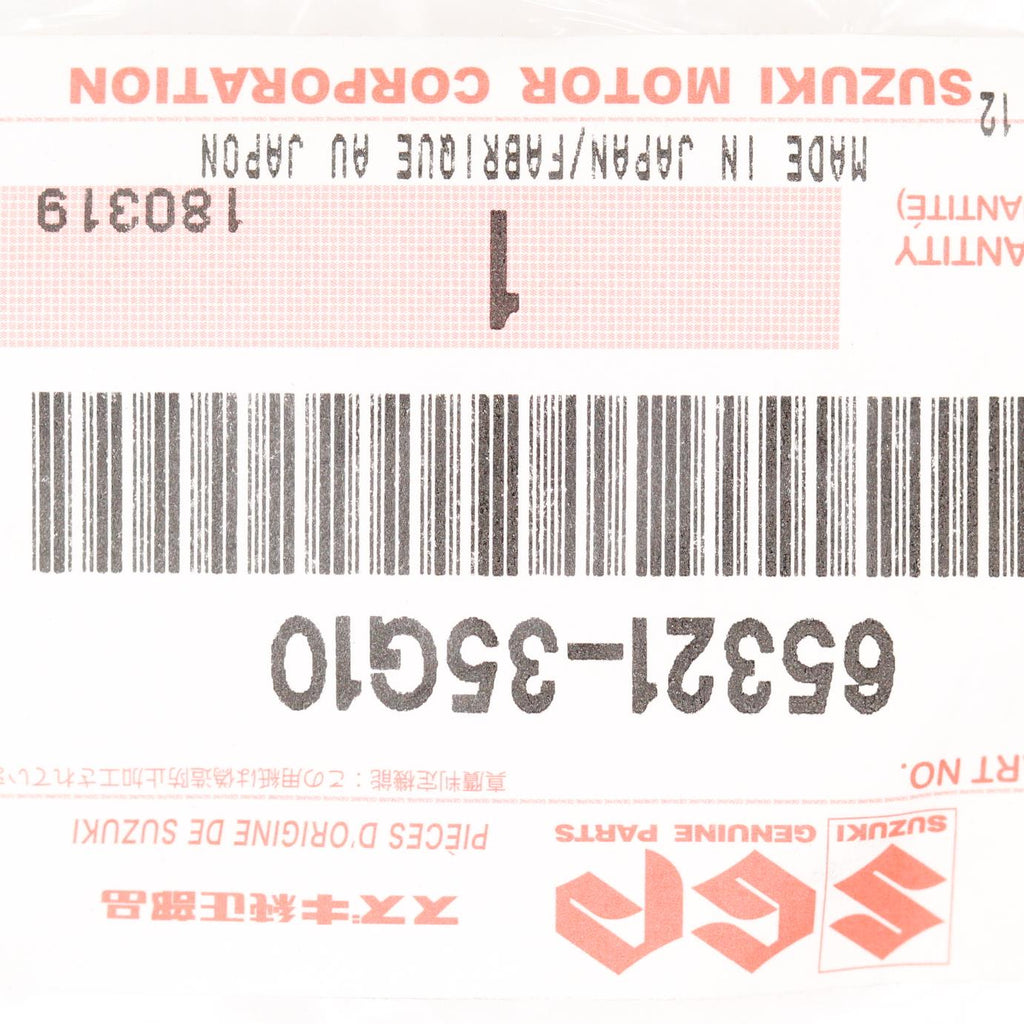 SUZUKI
GENUINE PARTS
スズキ純正部品
PIÈCES D'ORIGINE DE SUZUKI
真贋判定機能：この用紙は偽造防止加工されてい
ART NO.
65321-35G10
ANTITY
ANTITÉ)
1
180319
MADE IN JAPAN/FABRIQUE AU JAPON
12
SUZUKI MOTOR CORPORATION